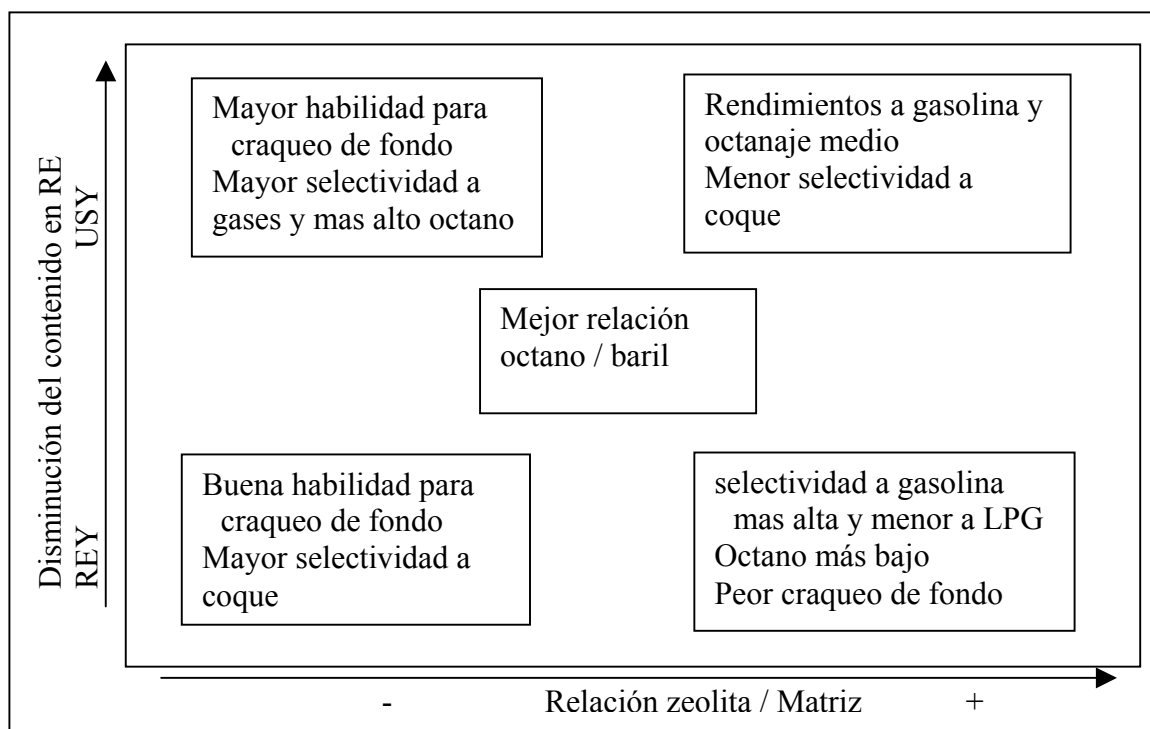 Disminución del contenido en RE
REY USY
Mayor habilidad para
craqueo de fondo
Mayor selectividad a
gases y mas alto octano
Rendimientos a gasolina y
octanaje medio
Menor selectividad a
coque
Mejor relación
octano / baril
Buena habilidad para
craqueo de fondo
Mayor selectividad a
coque
selectividad a gasolina
mas alta y menor a LPG
Octano más bajo
Peor craqueo de fondo
- Relación zeolita / Matriz +